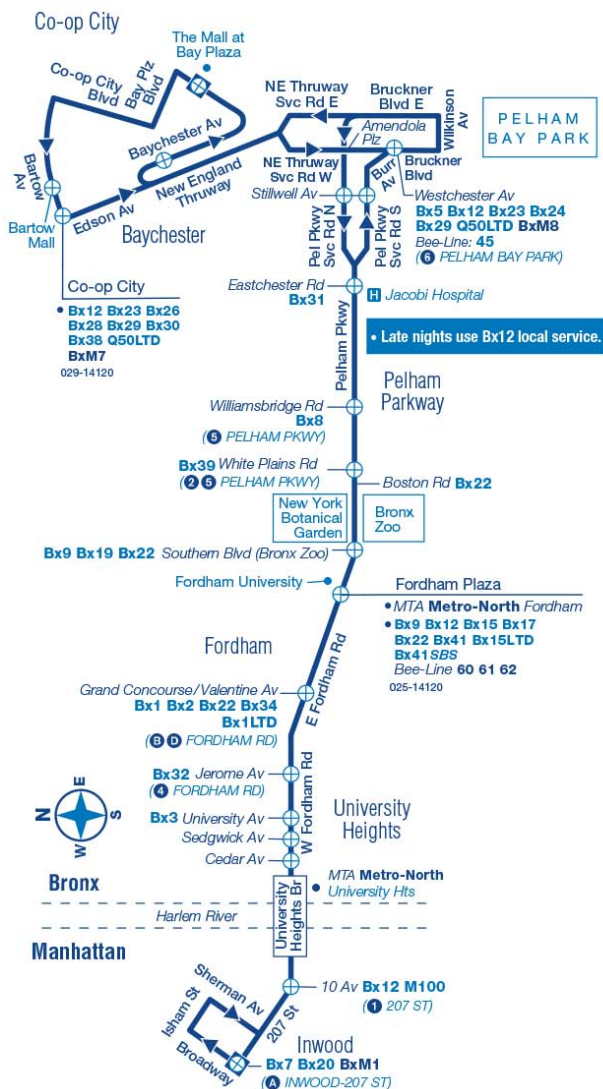 Co-op City
The Mall at
Bay Plaza
Co-op City
Blvd
Bay Plz
Blvd
Bartow
Av
Bartow
Mall
Baychester Av
Edson Av
New England
Thruway
Baychester
NE Thruway
Svc Rd E
Bruckner
Blvd E
Amendola
Plz
Wilkinson
Av
PELHAM
BAY PARK
NE Thruway
Svc Rd W
Burr
Av
Bruckner
Blvd
Stillwell Av
Westchester Av
Bx5 Bx12 Bx23 Bx24
Bx29 Q50LTD BxM8
Bee-Line: 45
(6 PELHAM BAY PARK)
Pel Pkwy
Svc Rd N
Pel Pkwy
Svc Rd S
Co-op City
• Bx12 Bx23 Bx26
Bx28 Bx29 Bx30
Bx38 Q50LTD
BxM7
029-14120
Eastchester Rd
Bx31
H Jacobi Hospital
• Late nights use Bx12 local service.
Pelham Pkwy
Pelham
Parkway
Williamsbridge Rd
Bx8
(5 PELHAM PKWY)
Bx39 White Plains Rd
(2 5 PELHAM PKWY)
Boston Rd Bx22
New York
Botanical
Garden
Bronx
Zoo
Bx9 Bx19 Bx22 Southern Blvd (Bronx Zoo)
Fordham University
Fordham Plaza
• MTA Metro-North Fordham
• Bx9 Bx12 Bx15 Bx17
Bx22 Bx41 Bx15LTD
Bx41SBS
Bee-Line 60 61 62
025-14120
Fordham
E Fordham Rd
Grand Concourse/Valentine Av
Bx1 Bx2 Bx22 Bx34
Bx1LTD
(B D FORDHAM RD)
Bx32 Jerome Av
(4 FORDHAM RD)
W Fordham Rd
Bx3 University Av
Sedgwick Av
Cedar Av
University
Heights
N
E
S
W
Bronx
• MTA Metro-North
University Hts
University
Heights Br
Harlem River
Manhattan
10 Av Bx12 M100
(1 207 ST)
Sherman Av
Isham St
207 St
Broadway
Inwood
Bx7 Bx20 BxM1
(A INWOOD-207 ST)